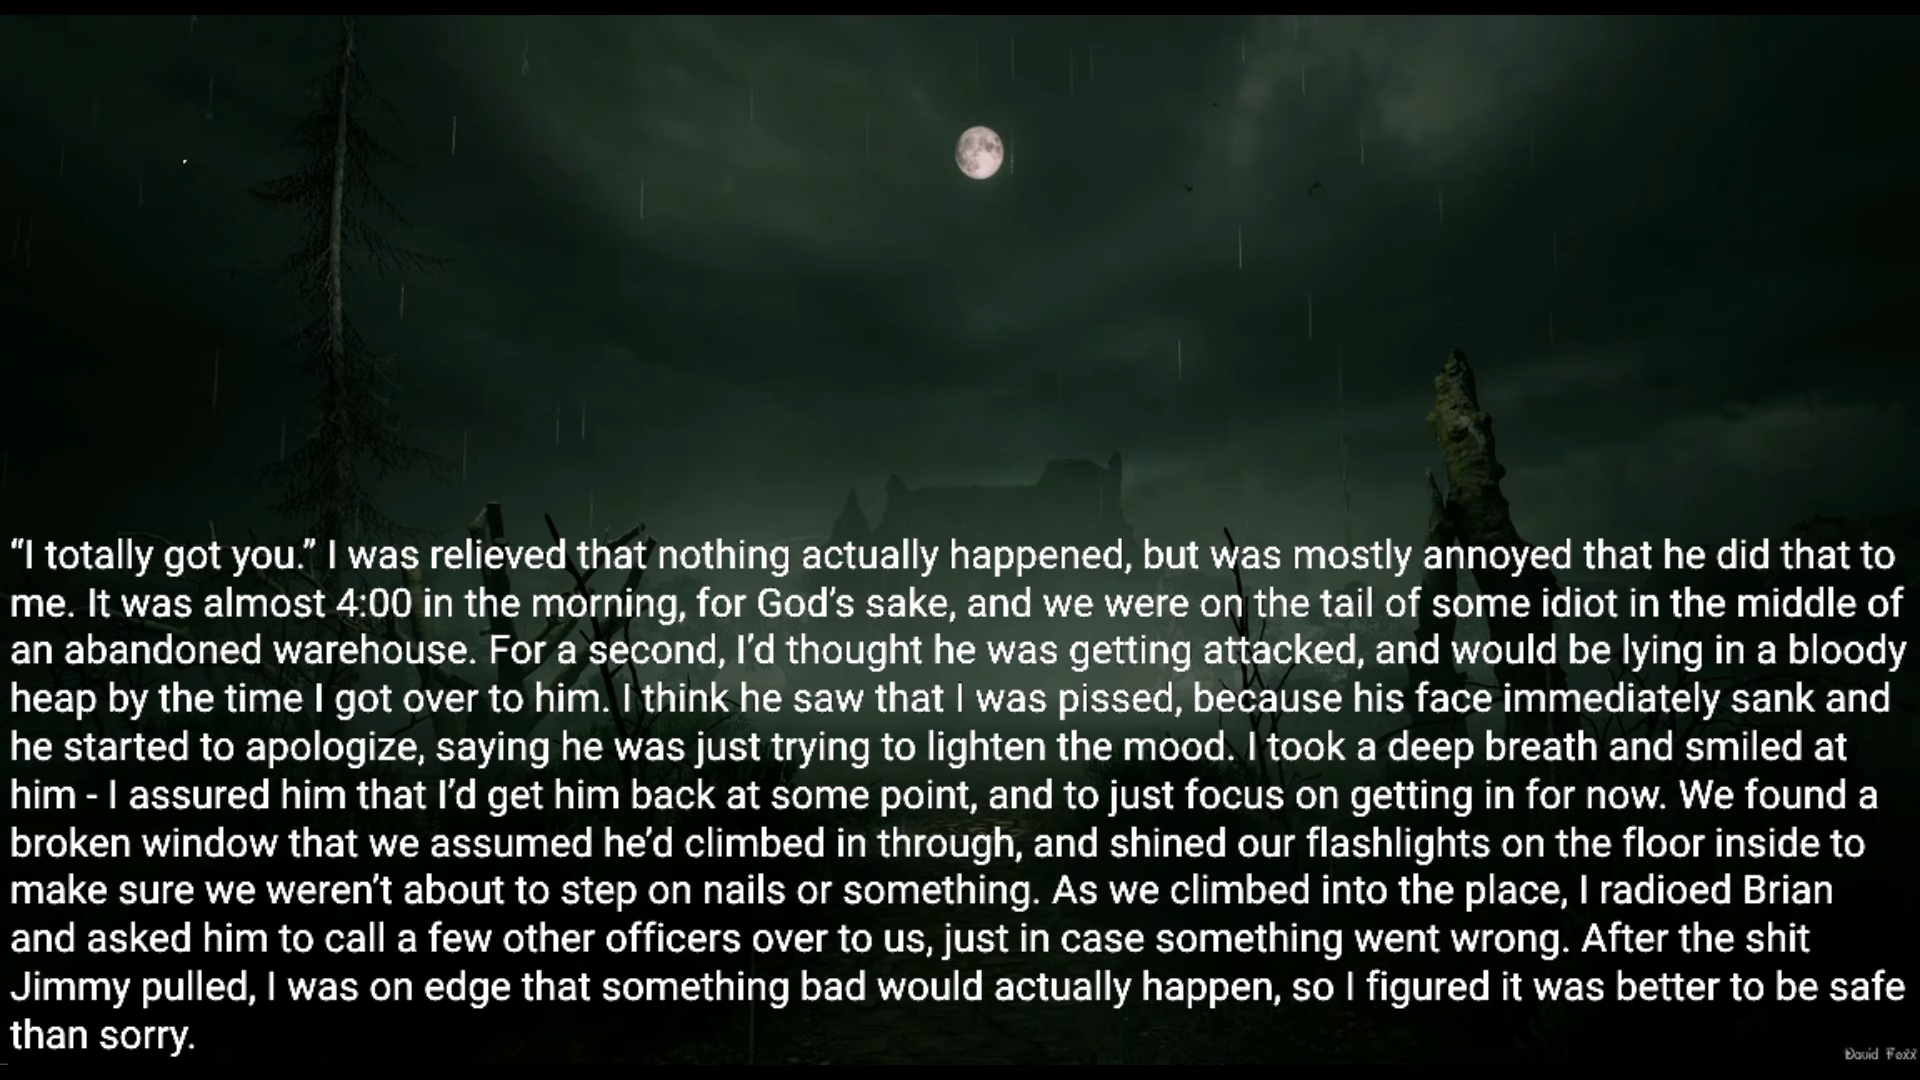 “I totally got you.” I was relieved that nothing actually happened, but was mostly annoyed that he did that to
me. It was almost 4:00 in the morning, for God’s sake, and we were on the tail of some idiot in the middle of
an abandoned warehouse. For a second, I’d thought he was getting attacked, and would be lying in a bloody
heap by the time I got over to him. I think he saw that I was pissed, because his face immediately sank and
he started to apologize, saying he was just trying to lighten the mood. I took a deep breath and smiled at
him - I assured him that I’d get him back at some point, and to just focus on getting in for now. We found a
broken window that we assumed he’d climbed in through, and shined our flashlights on the floor inside to
make sure we weren’t about to step on nails or something. As we climbed into the place, I radioed Brian
and asked him to call a few other officers over to us, just in case something went wrong. After the shit
Jimmy pulled, I was on edge that something bad would actually happen, so I figured it was better to be safe
than sorry.
David Foxx